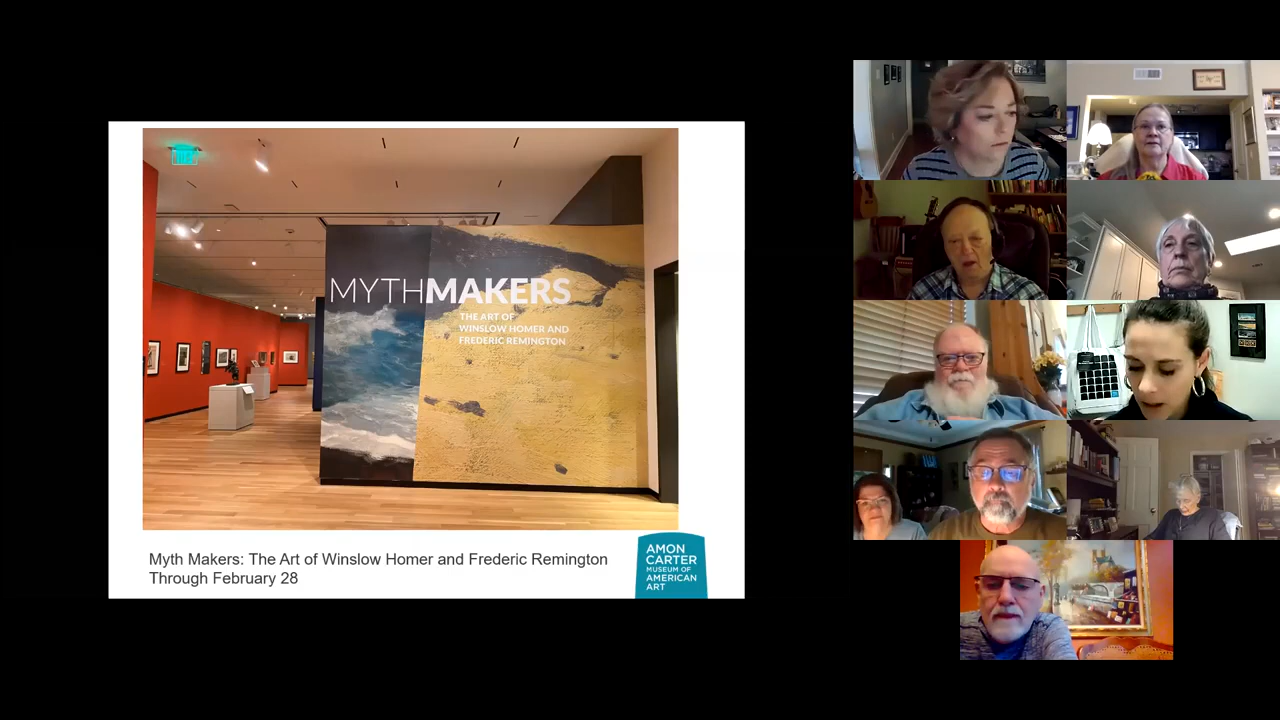 MYTHMAKERS
THE ART OF
WINSLOW HOMER AND
FREDERIC REMINGTON
Myth Makers: The Art of Winslow Homer and Frederic Remington
Through February 28
AMON
CARTER
MUSEUM OF
AMERICAN
ART